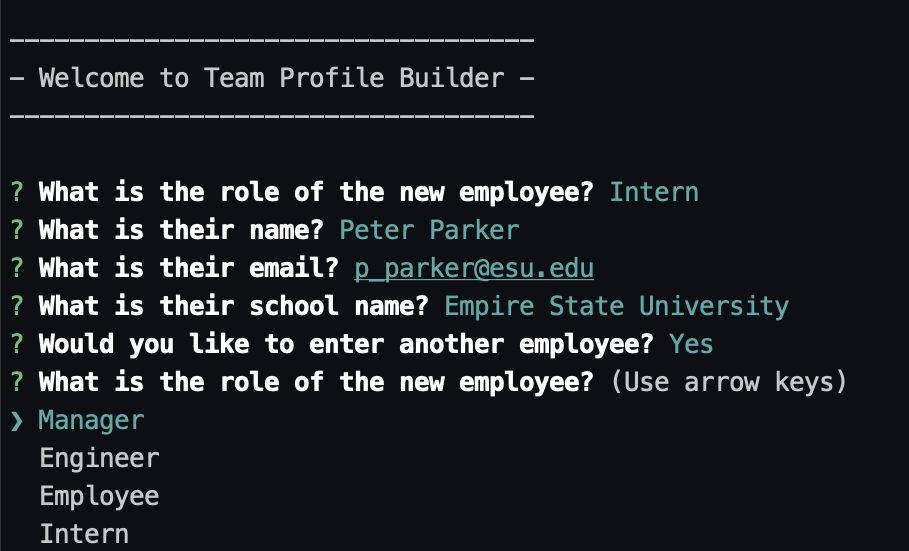 -----------------------------------
- Welcome to Team Profile Builder -
-----------------------------------
? What is the role of the new employee? Intern
? What is their name? Peter Parker
? What is their email? p_parker@esu.edu
? What is their school name? Empire State University
? Would you like to enter another employee? Yes
? What is the role of the new employee? (Use arrow keys)
❯ Manager
Engineer
Employee
Intern